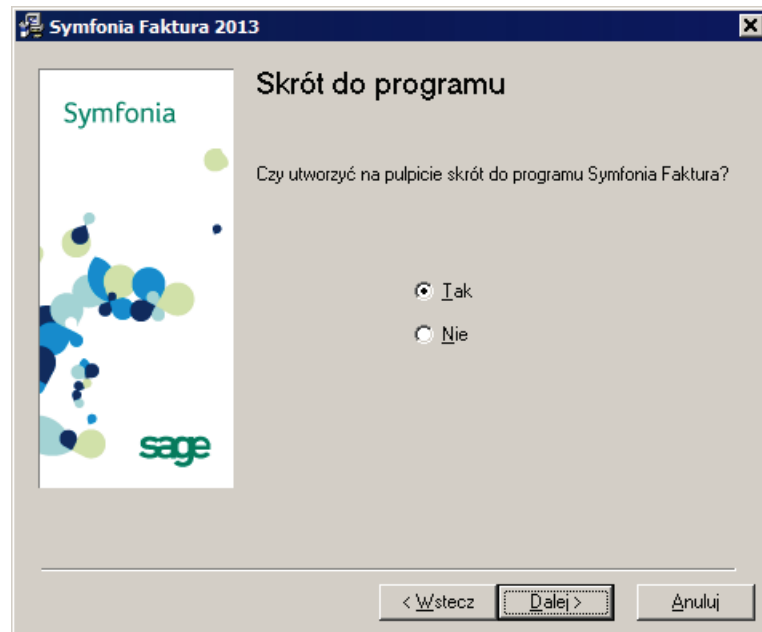 Symfonia Faktura 2013
Symfonia
Skrót do programu
Czy utworzyć na pulpicie skrót do programu Symfonia Faktura?
Tak
Nie
sage
< Wstecz
Dalej >
Anuluj